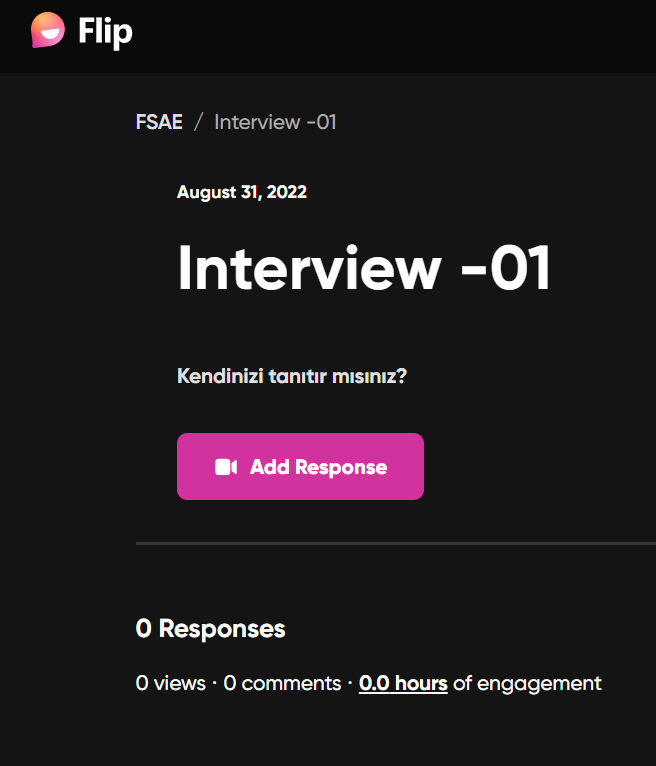 Flip
FSAE / Interview -01
August 31, 2022
Interview -01
Kendinizi tanıtır mısınız?
Add Response
0 Responses
0 views · 0 comments · 0.0 hours of engagement